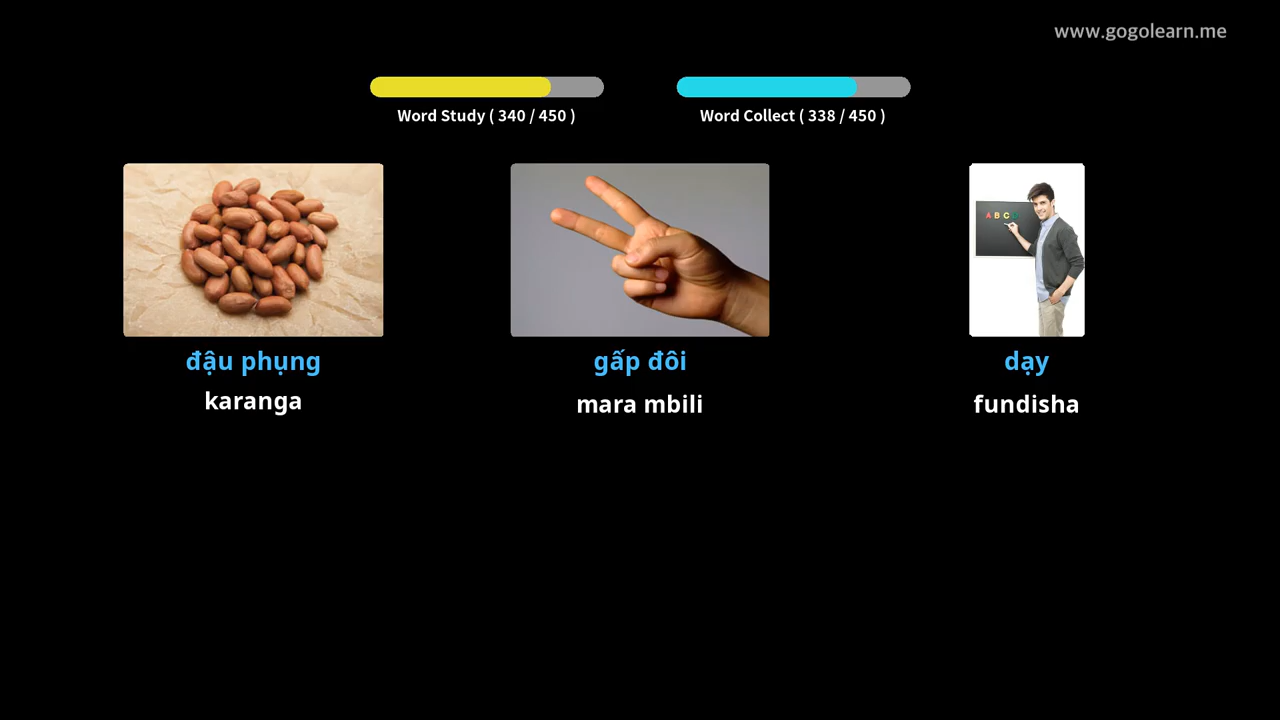 www.gogolearn.me
Word Study ( 340 / 450 )
Word Collect ( 338 / 450 )
A B C D
đậu phụng
gấp đôi
dạy
karanga
mara mbili
fundisha